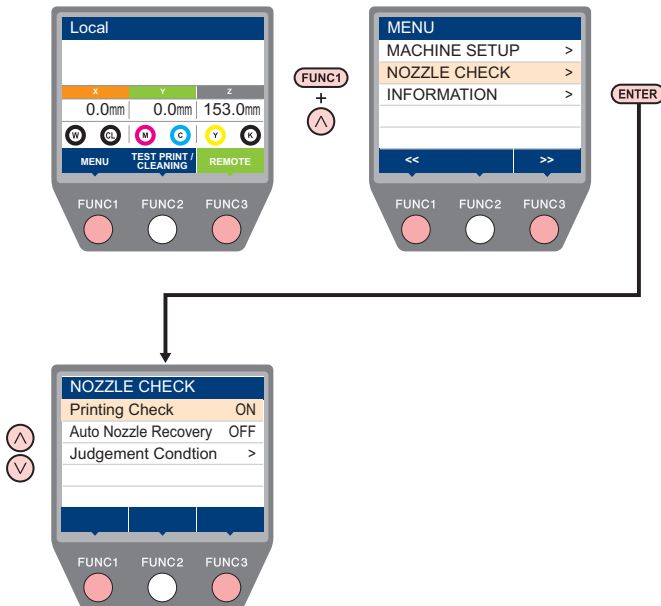 Local
X Y Z
0.0mm 0.0mm 153.0mm
W CL M C Y K
MENU TEST PRINT / CLEANING REMOTE
FUNC1 FUNC2 FUNC3
FUNC1
+
MENU
MACHINE SETUP >
NOZZLE CHECK >
INFORMATION >
<< >>
FUNC1 FUNC2 FUNC3
ENTER
NOZZLE CHECK
Printing Check ON
Auto Nozzle Recovery OFF
Judgement Condtion >
FUNC1 FUNC2 FUNC3